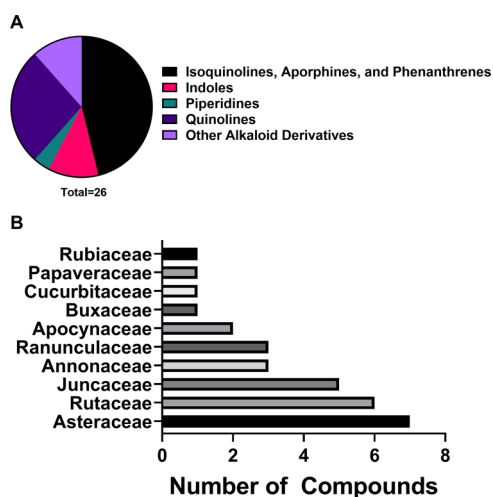 A
Isoquinolines, Aporphines, and Phenanthrenes
Indoles
Piperidines
Quinolines
Other Alkaloid Derivatives
Total=26
B
Rubiaceae
Papaveraceae
Cucurbitaceae
Buxaceae
Apocynaceae
Ranunculaceae
Annonaceae
Juncaceae
Rutaceae
Asteraceae
0 2 4 6 8
Number of Compounds